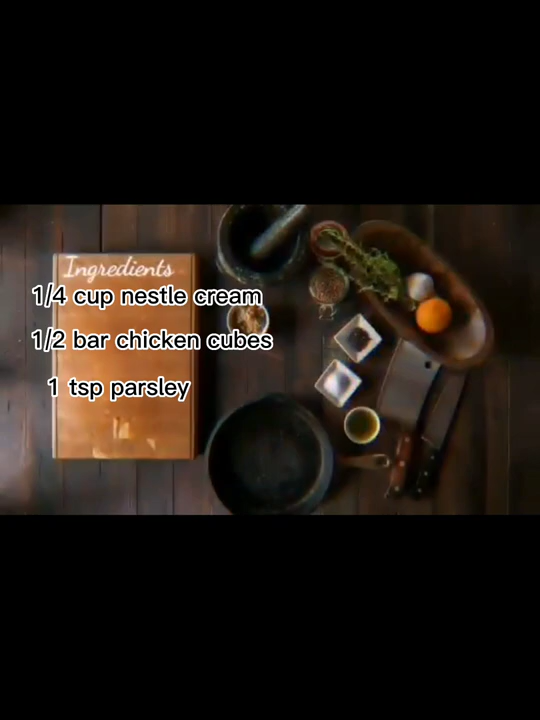 Ingredients
1/4 cup nestle cream
1/2 bar chicken cubes
1 tsp parsley